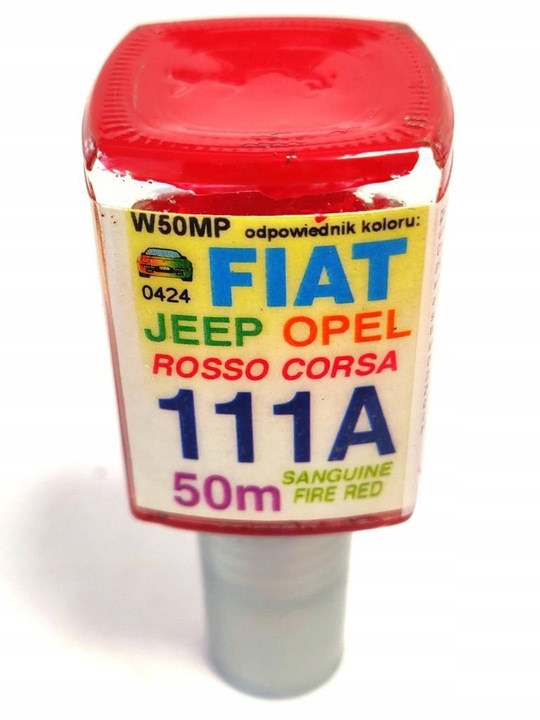 W50MP odpowiednik koloru:
FIAT
0424
JEEP OPEL
ROSSO CORSA
111A
50m SANGUINE
FIRE RED